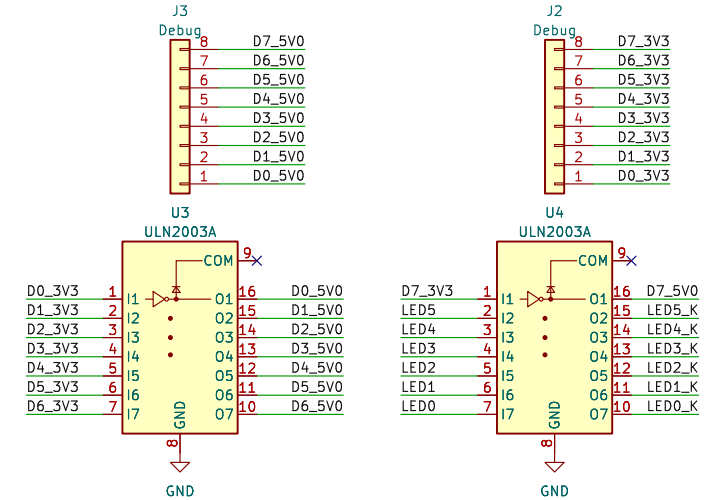 J3
Debug
8 D7_5V0
7 D6_5V0
6 D5_5V0
5 D4_5V0
4 D3_5V0
3 D2_5V0
2 D1_5V0
1 D0_5V0
J2
Debug
8 D7_3V3
7 D6_3V3
6 D5_3V3
5 D4_3V3
4 D3_3V3
3 D2_3V3
2 D1_3V3
1 D0_3V3
U3
ULN2003A
COM 9
D0_3V3 1 I1 O1 16 D0_5V0
D1_3V3 2 I2 O2 15 D1_5V0
D2_3V3 3 I3 O3 14 D2_5V0
D3_3V3 4 I4 O4 13 D3_5V0
D4_3V3 5 I5 O5 12 D4_5V0
D5_3V3 6 I6 O6 11 D5_5V0
D6_3V3 7 I7 O7 10 D6_5V0
GND
8
GND
U4
ULN2003A
COM 9
D7_3V3 1 I1 O1 16 D7_5V0
LED5 2 I2 O2 15 LED5_K
LED4 3 I3 O3 14 LED4_K
LED3 4 I4 O4 13 LED3_K
LED2 5 I5 O5 12 LED2_K
LED1 6 I6 O6 11 LED1_K
LED0 7 I7 O7 10 LED0_K
GND
8
GND